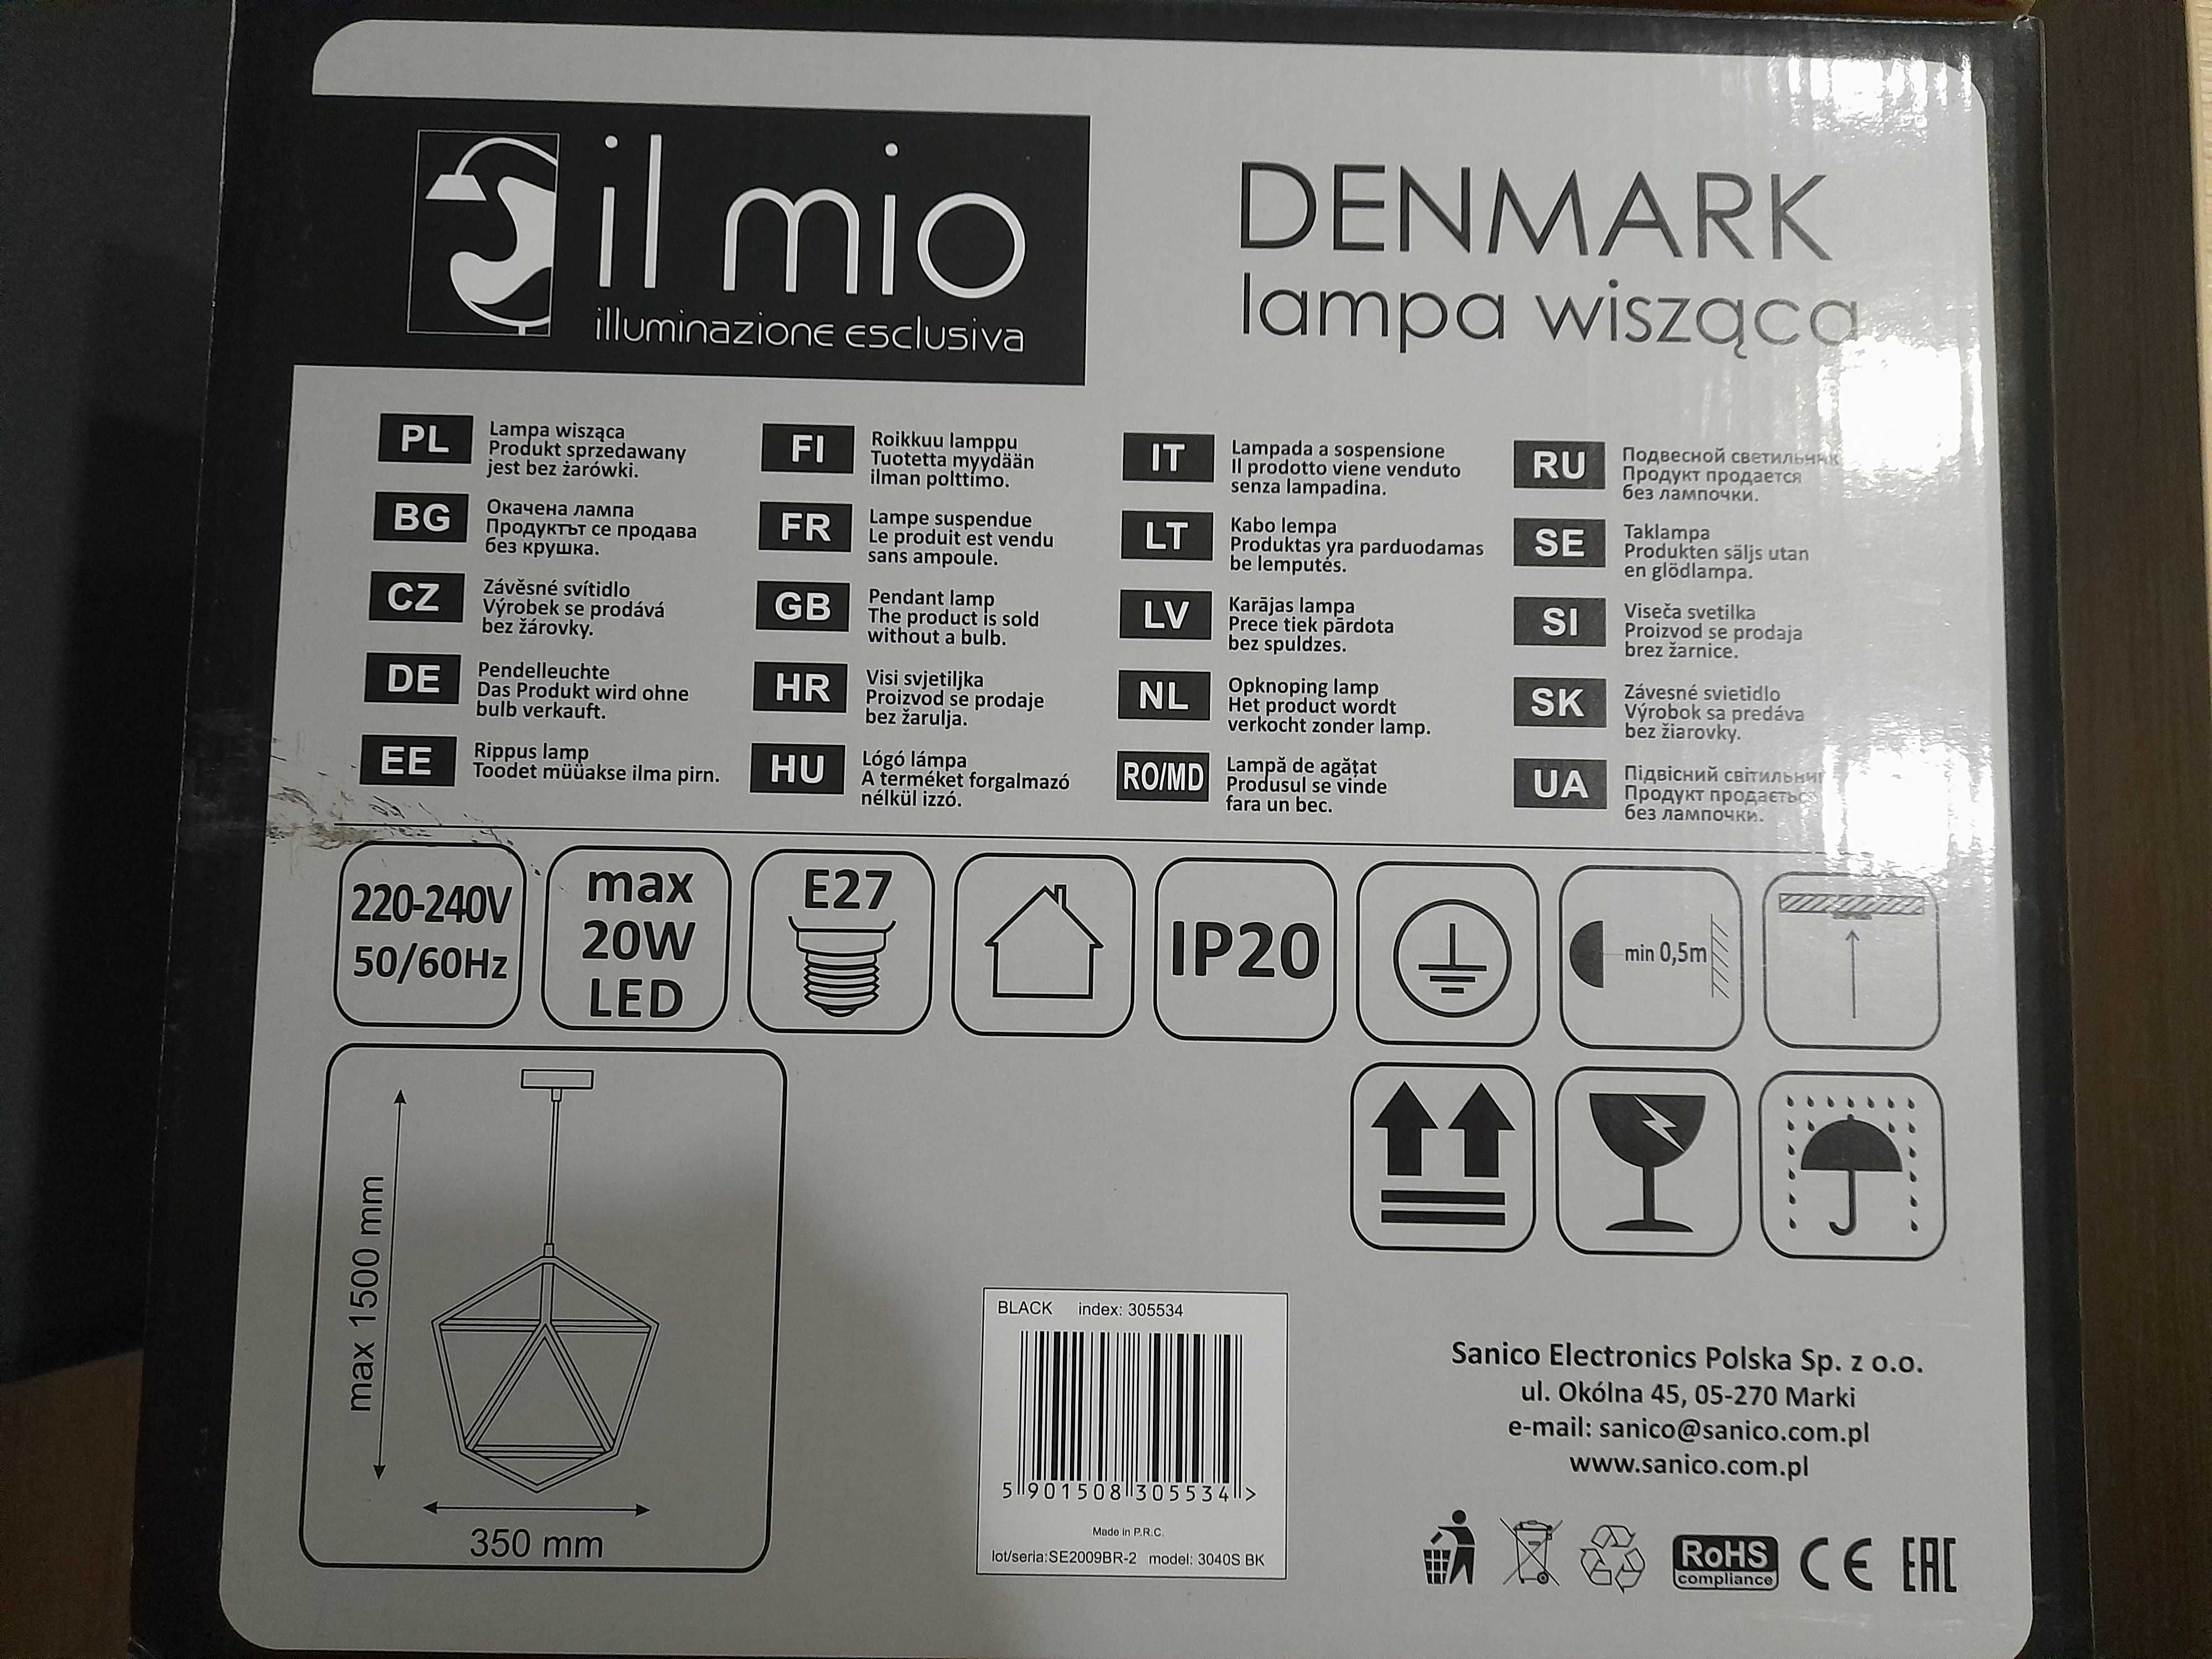 il mio
illuminazione esclusiva
DENMARK
lampa wisząca
PL
Lampa wisząca
Produkt sprzedawany
jest bez żarówki.
BG
Окачена лампа
Продуктът се продава
без крушка.
CZ
Závěsné svítidlo
Výrobek se prodává
bez žárovky.
DE
Pendelleuchte
Das Produkt wird ohne
bulb verkauft.
EE
Rippus lamp
Toodet müüakse ilma pirn.
FI
Roikkuu lamppu
Tuotetta myydään
ilman polttimo.
FR
Lampe suspendue
Le produit est vendu
sans ampoule.
GB
Pendant lamp
The product is sold
without a bulb.
HR
Visi svjetiljka
Proizvod se prodaje
bez žarulja.
HU
Lógó lámpa
A terméket forgalmazó
nélkül izzó.
IT
Lampada a sospensione
Il prodotto viene venduto
senza lampadina.
LT
Kabo lempa
Produktas yra parduodamas
be lemputės.
LV
Karājas lampa
Prece tiek pārdota
bez spuldzes.
NL
Opknoping lamp
Het product wordt
verkocht zonder lamp.
RO/MD
Lampă de agățat
Produsul se vinde
fara un bec.
RU
Подвесной светильник
Продукт продается
без лампочки.
SE
Taklampa
Produkten säljs utan
en glödlampa.
SI
Viseča svetilka
Proizvod se prodaja
brez žarnice.
SK
Závesné svietidlo
Výrobok sa predáva
bez žiarovky.
UA
Підвісний світильник
Продукт продається
без лампочки.
220-240V
50/60Hz
max
20W
LED
E27
IP20
min 0,5m
max 1500 mm
350 mm
BLACK index: 305534
5 901508 305534 >
Made in P.R.C.
lot/seria:SE2009BR-2 model: 3040S BK
Sanico Electronics Polska Sp. z o.o.
ul. Okólna 45, 05-270 Marki
e-mail: sanico@sanico.com.pl
www.sanico.com.pl
RoHS
compliance
CE
EAC